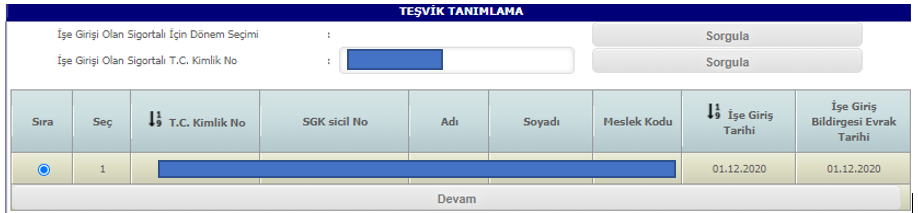 TEŞVİK TANIMLAMA
İşe Girişi Olan Sigortalı İçin Dönem Seçimi : Sorgula
İşe Girişi Olan Sigortalı T.C. Kimlik No : Sorgula
Sıra Seç T.C. Kimlik No SGK sicil No Adı Soyadı Meslek Kodu İşe Giriş Tarihi İşe Giriş Bildirgesi Evrak Tarihi
1 01.12.2020 01.12.2020
Devam